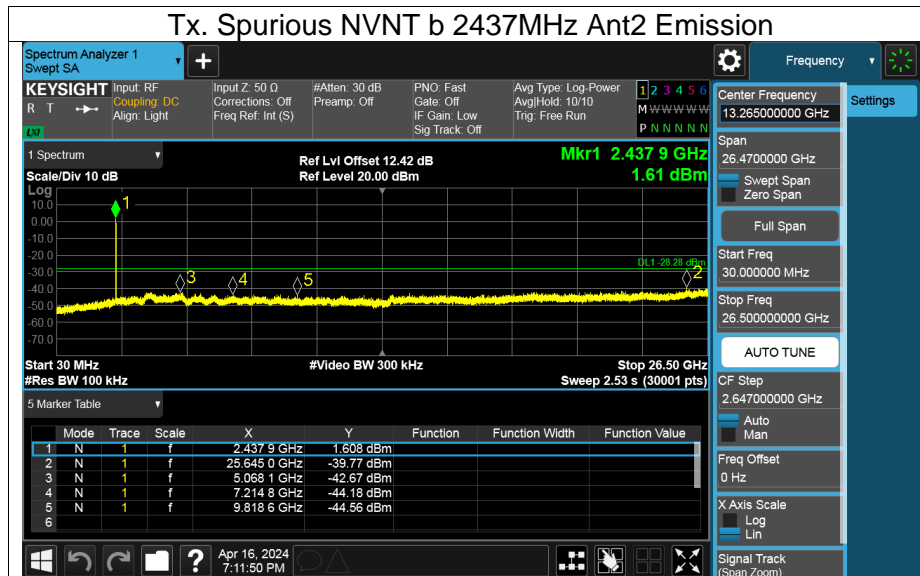 Tx. Spurious NVNT b 2437MHz Ant2 Emission
Spectrum Analyzer 1
Swept SA
Frequency
KEYSIGHT
R T
LXI
Input: RF
Coupling: DC
Align: Light
Input Z: 50 Ω
Corrections: Off
Freq Ref: Int (S)
#Atten: 30 dB
Preamp: Off
PNO: Fast
Gate: Off
IF Gain: Low
Sig Track: Off
Avg Type: Log-Power
Avg|Hold: 10/10
Trig: Free Run
1 2 3 4 5 6
M W W W W W
P N N N N N
1 Spectrum
Scale/Div 10 dB
Ref Lvl Offset 12.42 dB
Ref Level 20.00 dBm
Mkr1 2.437 9 GHz
1.61 dBm
Log
10.0
0.00
-10.0
-20.0
-30.0
-40.0
-50.0
-60.0
-70.0
1
3
4
5
2
DL1 -28.28 dBm
Start 30 MHz
#Video BW 300 kHz
Stop 26.50 GHz
#Res BW 100 kHz
Sweep 2.53 s (30001 pts)
5 Marker Table
Mode Trace Scale X Y Function Function Width Function Value
1 N 1 f 2.437 9 GHz 1.608 dBm
2 N 1 f 25.645 0 GHz -39.77 dBm
3 N 1 f 5.068 1 GHz -42.67 dBm
4 N 1 f 7.214 8 GHz -44.18 dBm
5 N 1 f 9.818 6 GHz -44.56 dBm
6
Apr 16, 2024
7:11:50 PM
Center Frequency
13.265000000 GHz
Settings
Span
26.4700000 GHz
Swept Span
Zero Span
Full Span
Start Freq
30.000000 MHz
Stop Freq
26.500000000 GHz
AUTO TUNE
CF Step
2.647000000 GHz
Auto
Man
Freq Offset
0 Hz
X Axis Scale
Log
Lin
Signal Track
(Span Zoom)